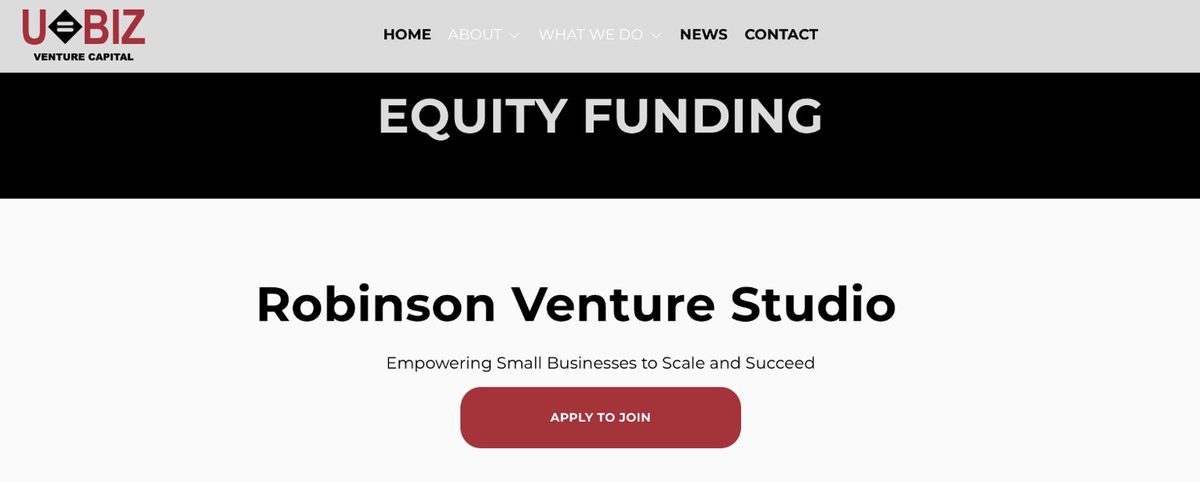 U=BIZ
VENTURE CAPITAL
HOME ABOUT WHAT WE DO NEWS CONTACT
EQUITY FUNDING
Robinson Venture Studio
Empowering Small Businesses to Scale and Succeed
APPLY TO JOIN